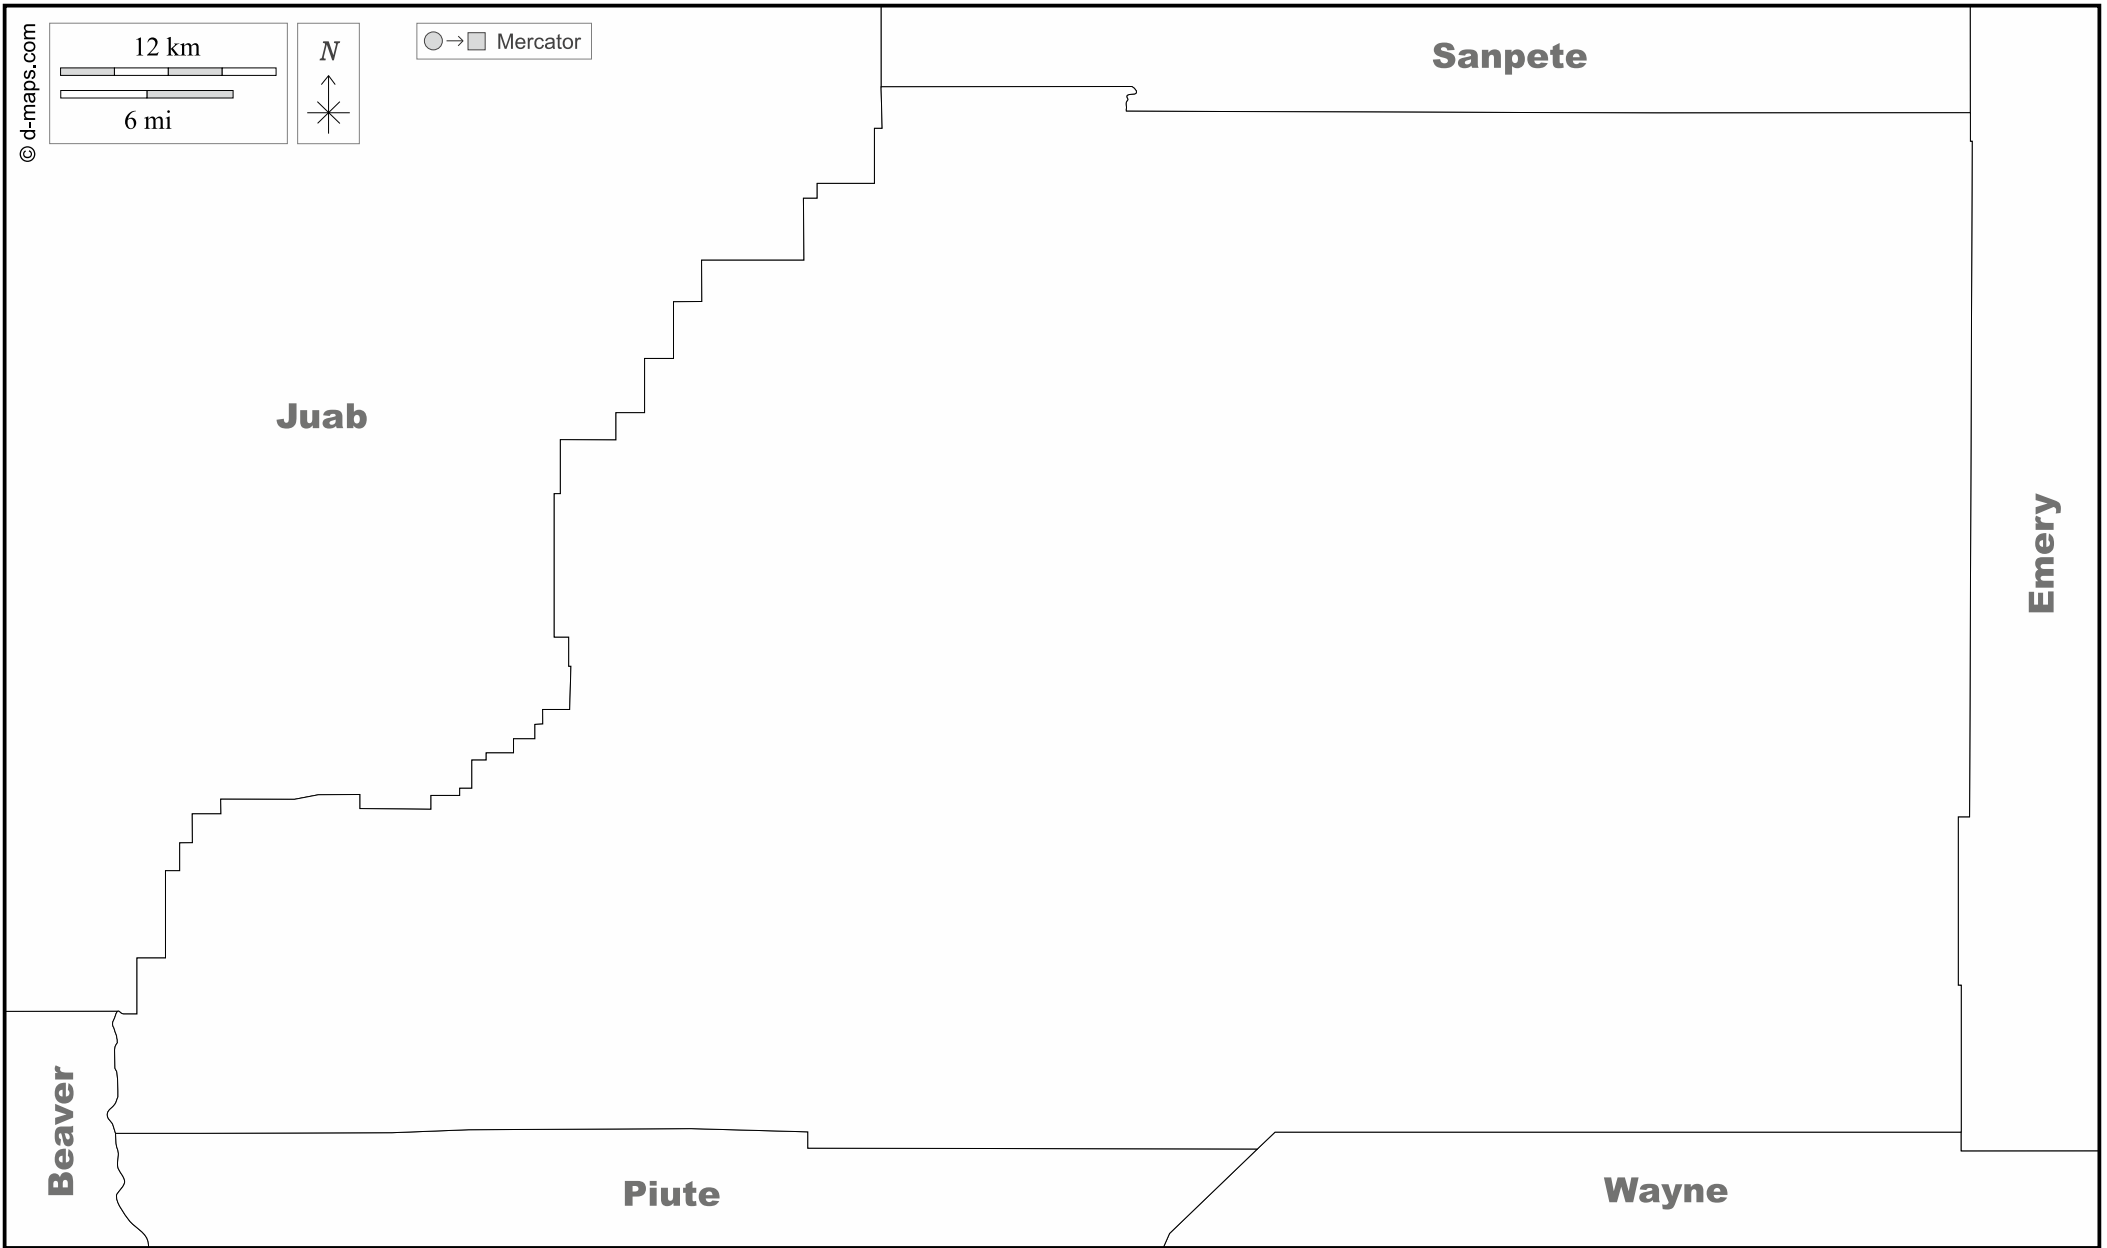 © d-maps.com
12 km
6 mi
N
Mercator
Sanpete
Juab
Emery
Beaver
Piute
Wayne